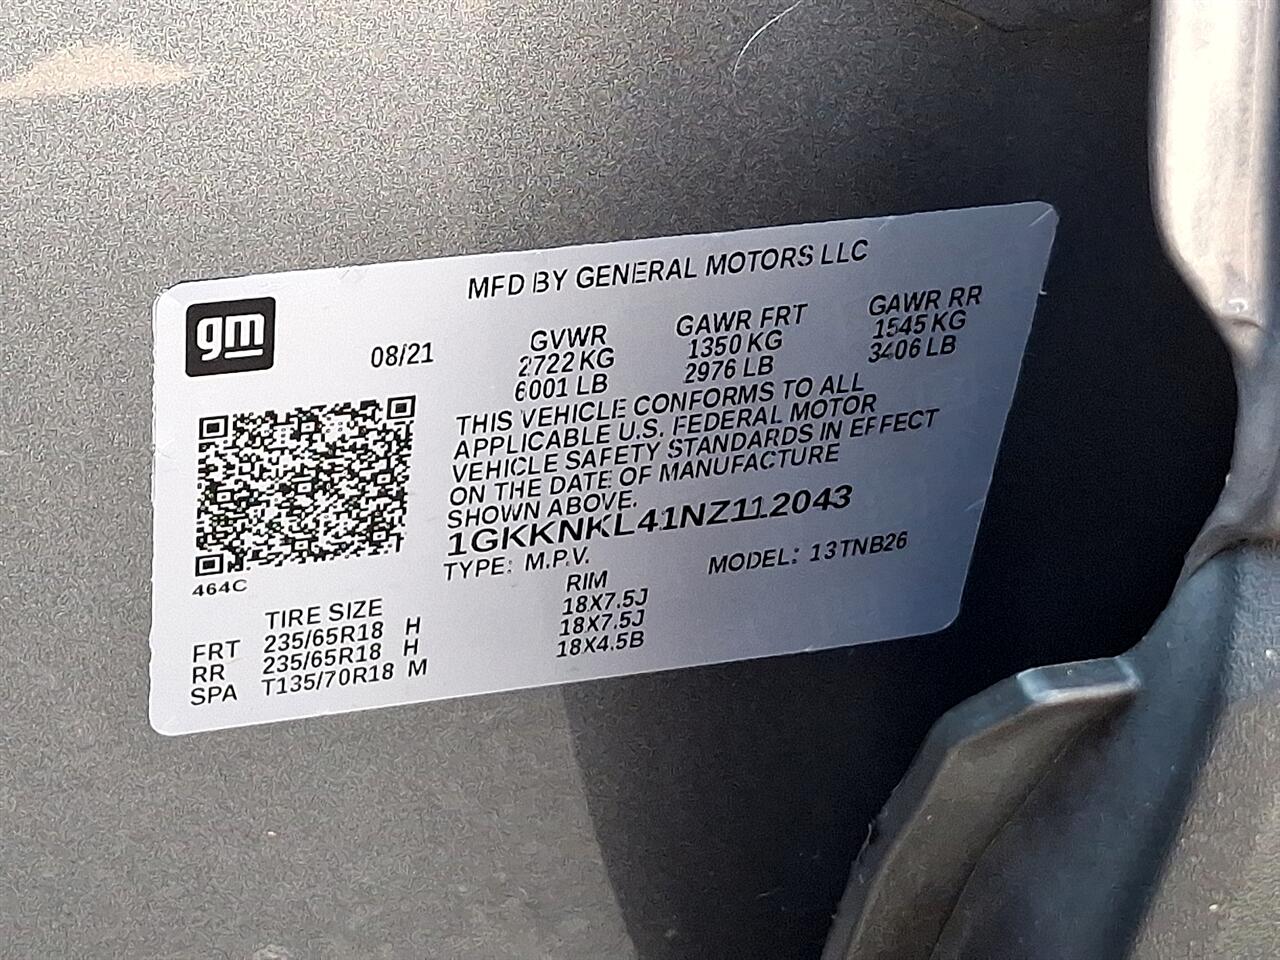 MFD BY GENERAL MOTORS LLC
gm
08/21
GVWR GAWR FRT GAWR RR
2722 KG 1350 KG 1545 KG
6001 LB 2976 LB 3406 LB
THIS VEHICLE CONFORMS TO ALL
APPLICABLE U.S. FEDERAL MOTOR
VEHICLE SAFETY STANDARDS IN EFFECT
ON THE DATE OF MANUFACTURE
SHOWN ABOVE.
1GKKNKL41NZ112043
TYPE: M.P.V. MODEL: 13TNB26
464C
TIRE SIZE RIM
FRT 235/65R18 H 18X7.5J
RR 235/65R18 H 18X7.5J
SPA T135/70R18 M 18X4.5B